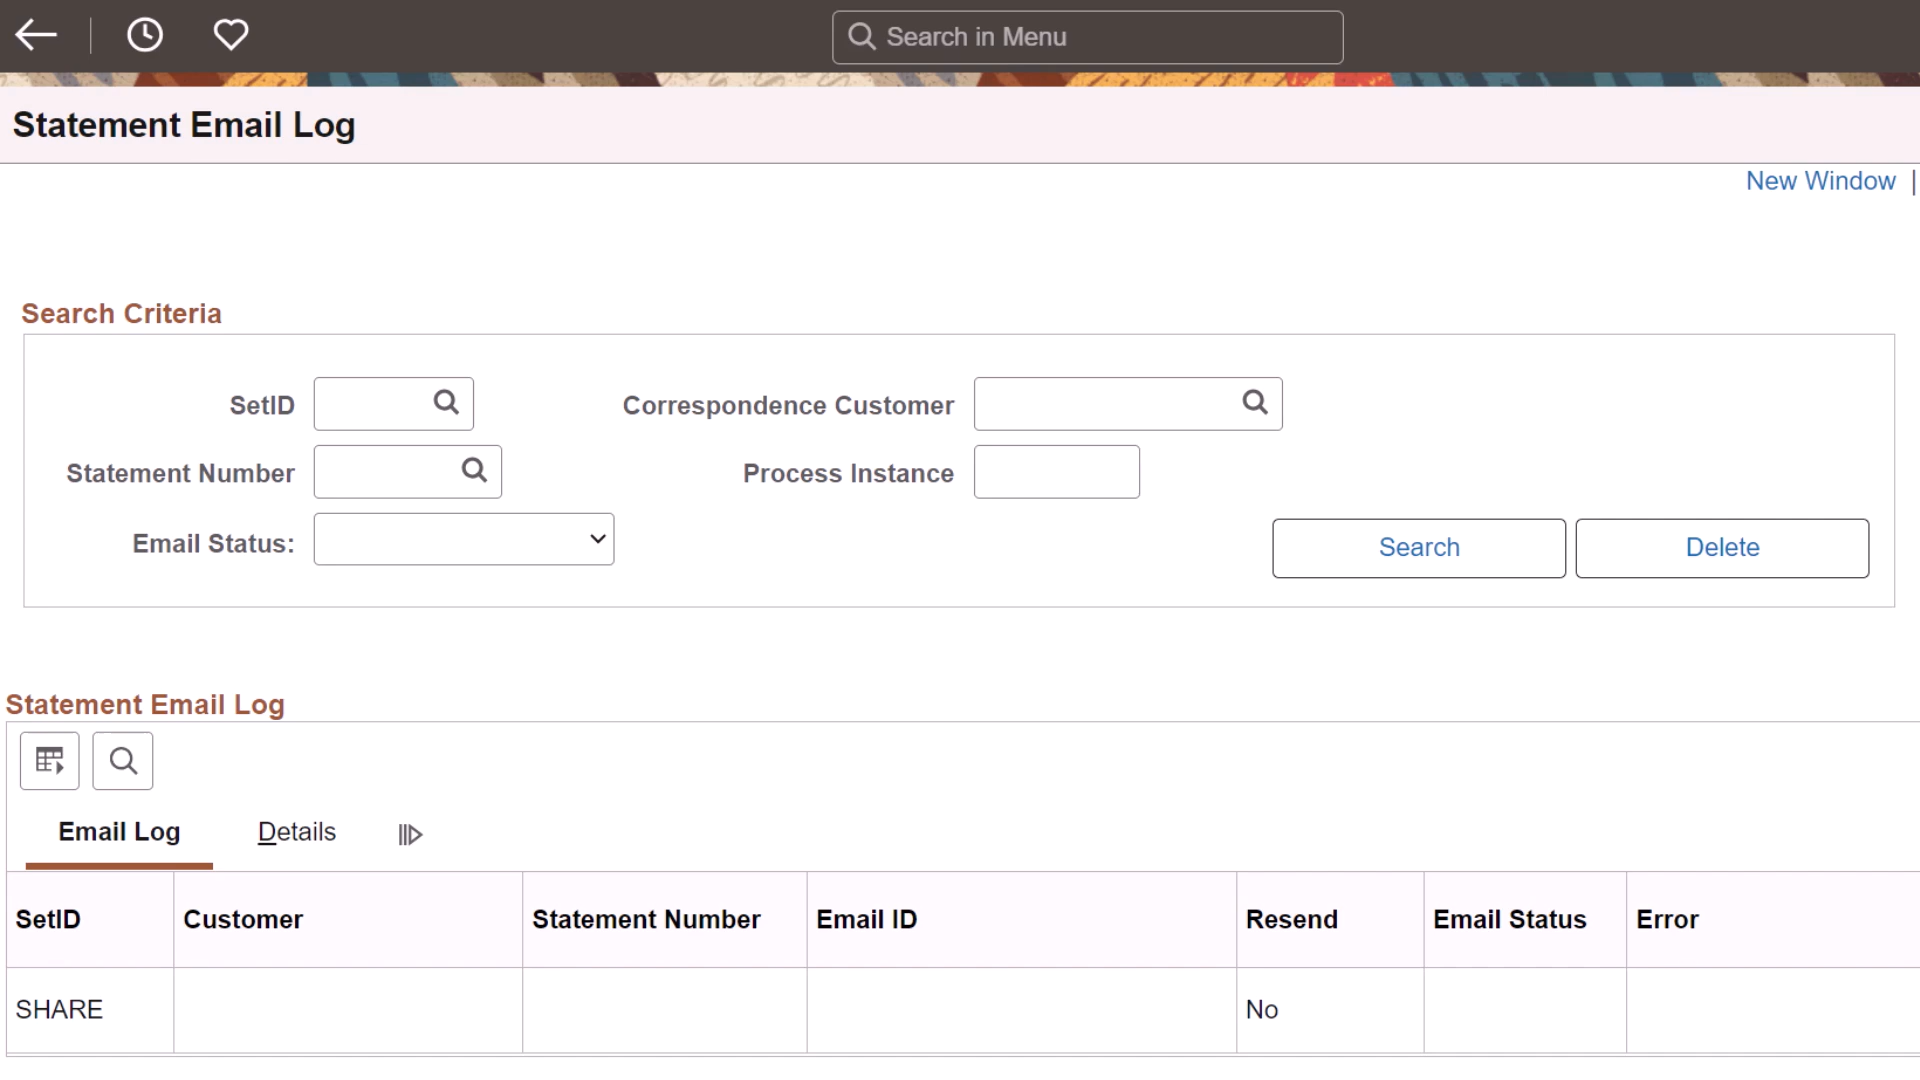 Search in Menu
Statement Email Log
New Window |
Search Criteria
SetID
Correspondence Customer
Statement Number
Process Instance
Email Status:
Search
Delete
Statement Email Log
Email Log
Details
SetID Customer Statement Number Email ID Resend Email Status Error
SHARE No